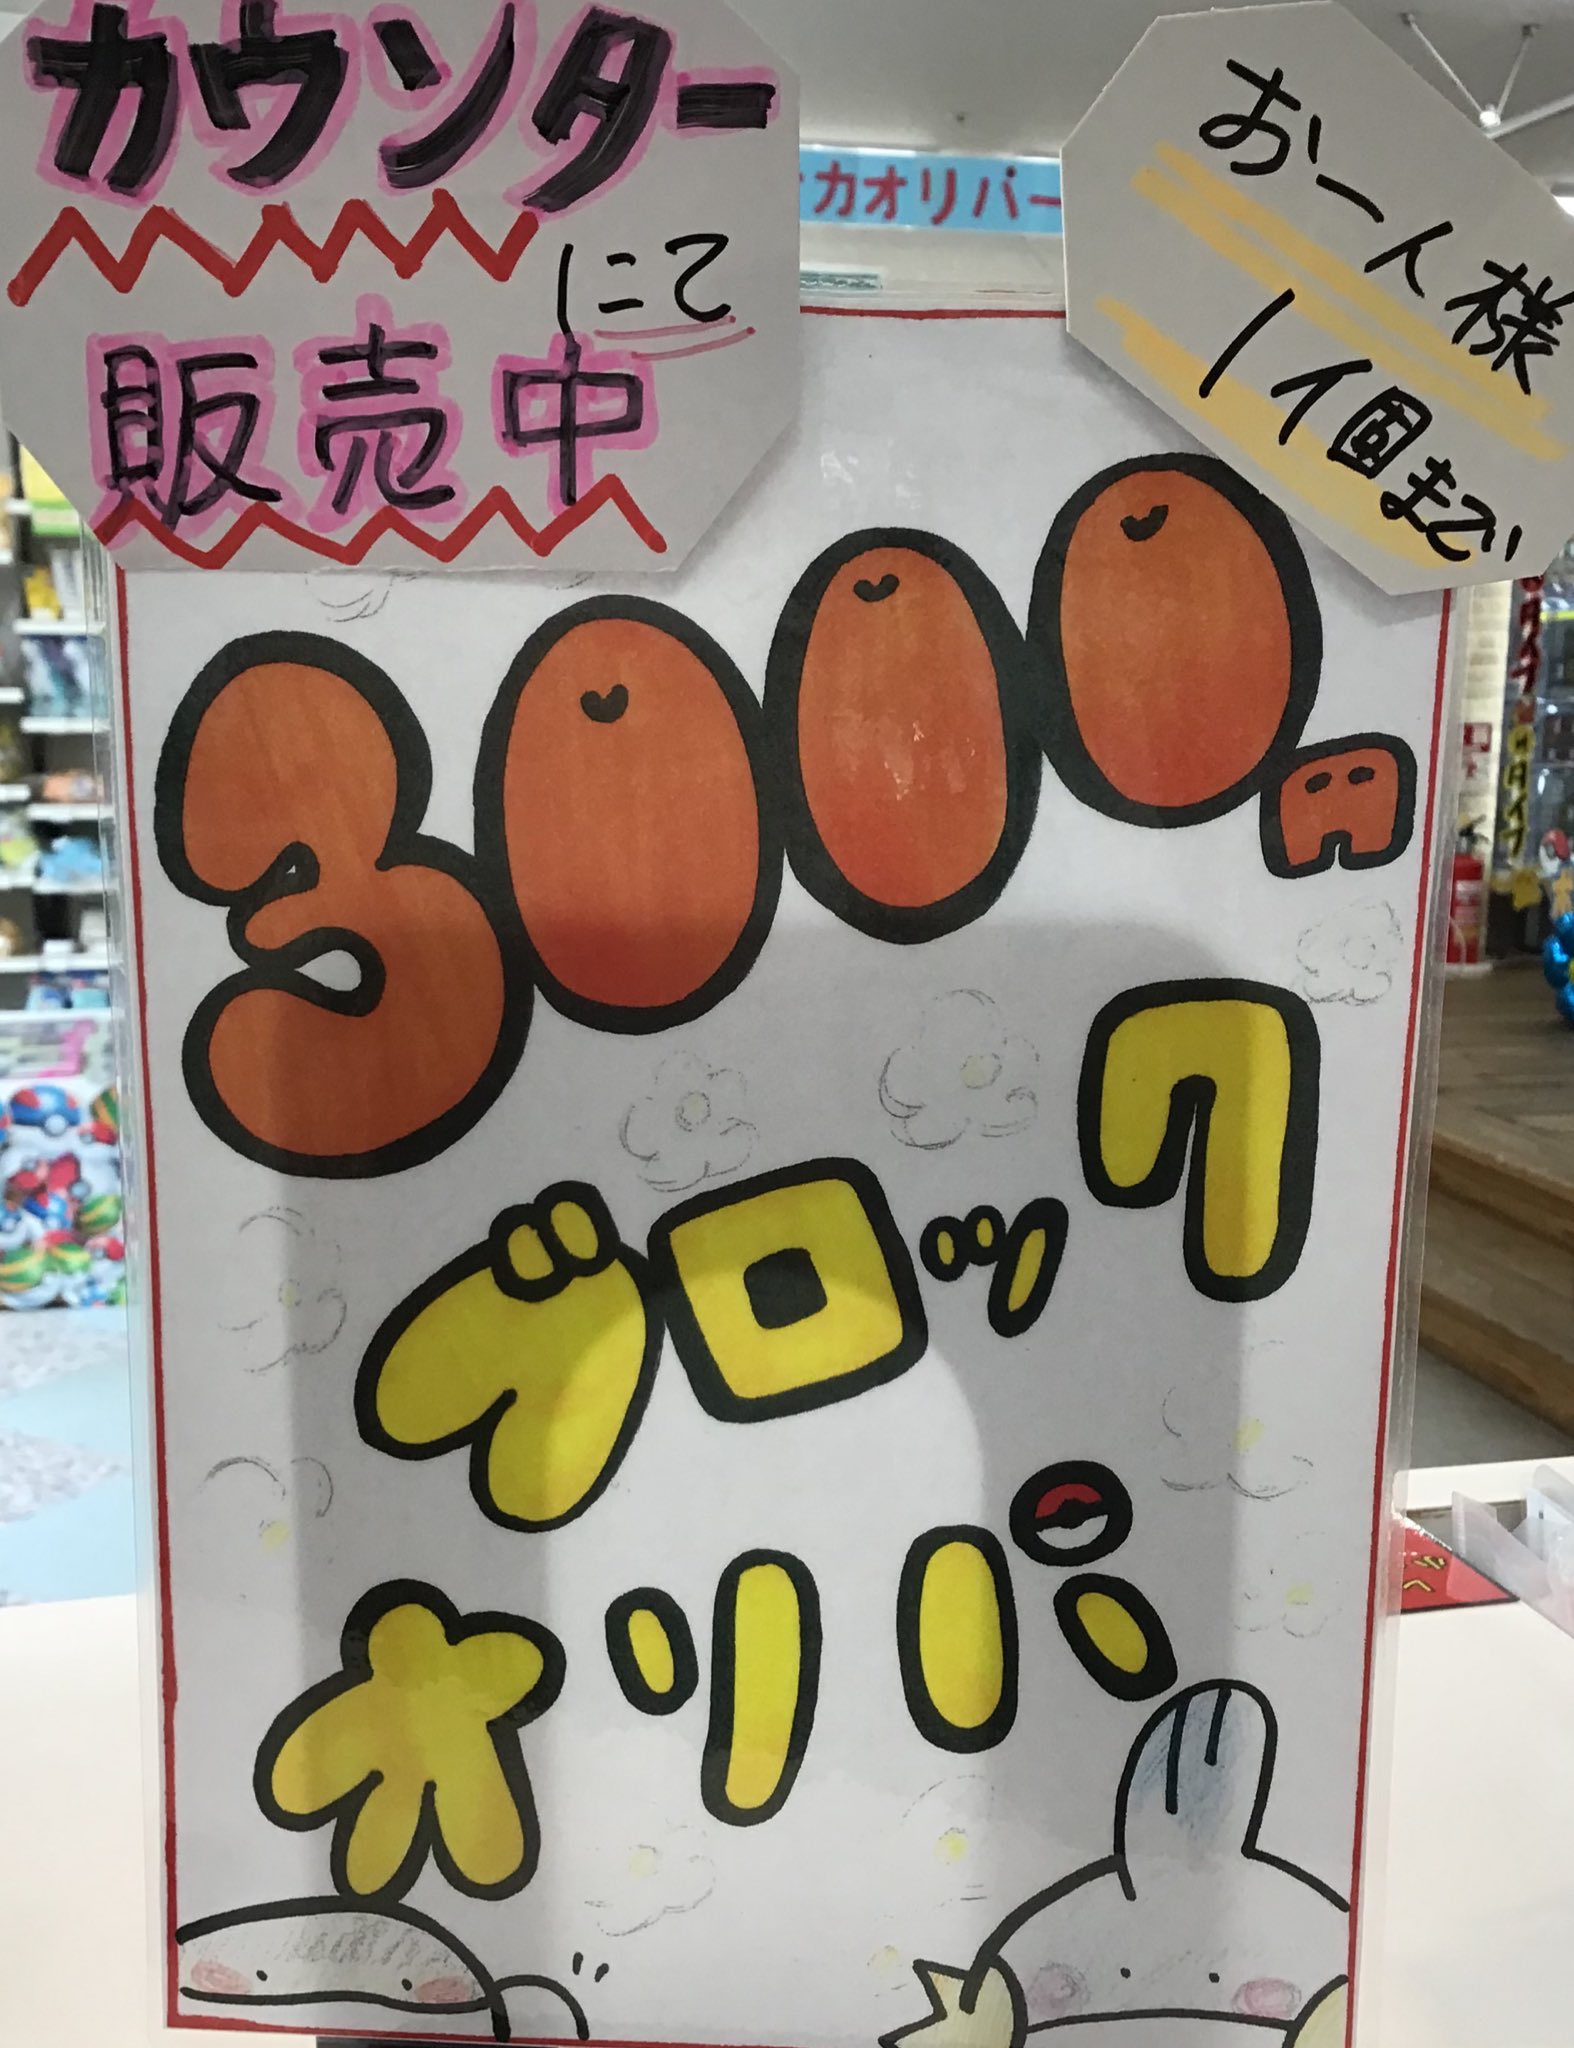 カウンター
にて
販売中
お一人様
1個まで
カオリパー
3000円
ブロック
オリパ